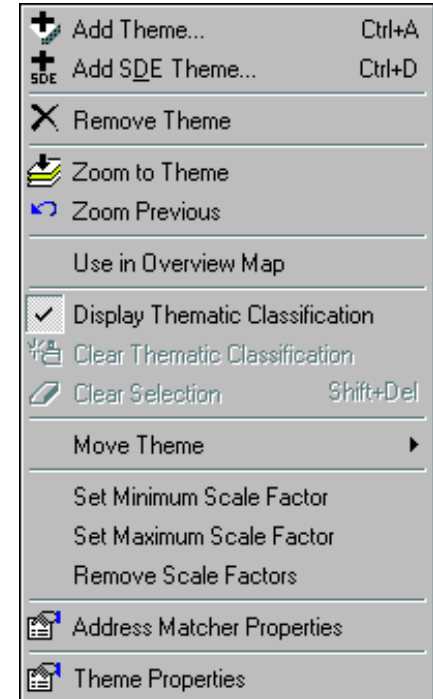 Add Theme... Ctrl+A
SDE Add SDE Theme... Ctrl+D
Remove Theme
Zoom to Theme
Zoom Previous
Use in Overview Map
Display Thematic Classification
Clear Thematic Classification
Clear Selection Shift+Del
Move Theme
Set Minimum Scale Factor
Set Maximum Scale Factor
Remove Scale Factors
Address Matcher Properties
Theme Properties